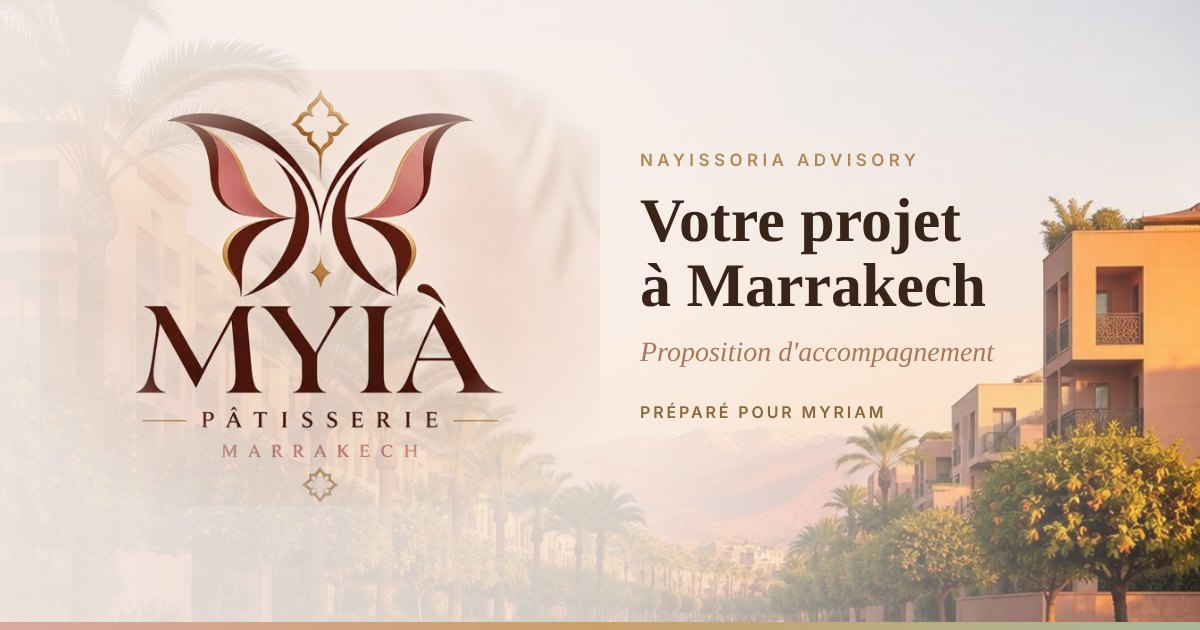 MYIÀ
PÂTISSERIE
MARRAKECH
NAYISSORIA ADVISORY
Votre projet
à Marrakech
Proposition d'accompagnement
PRÉPARÉ POUR MYRIAM